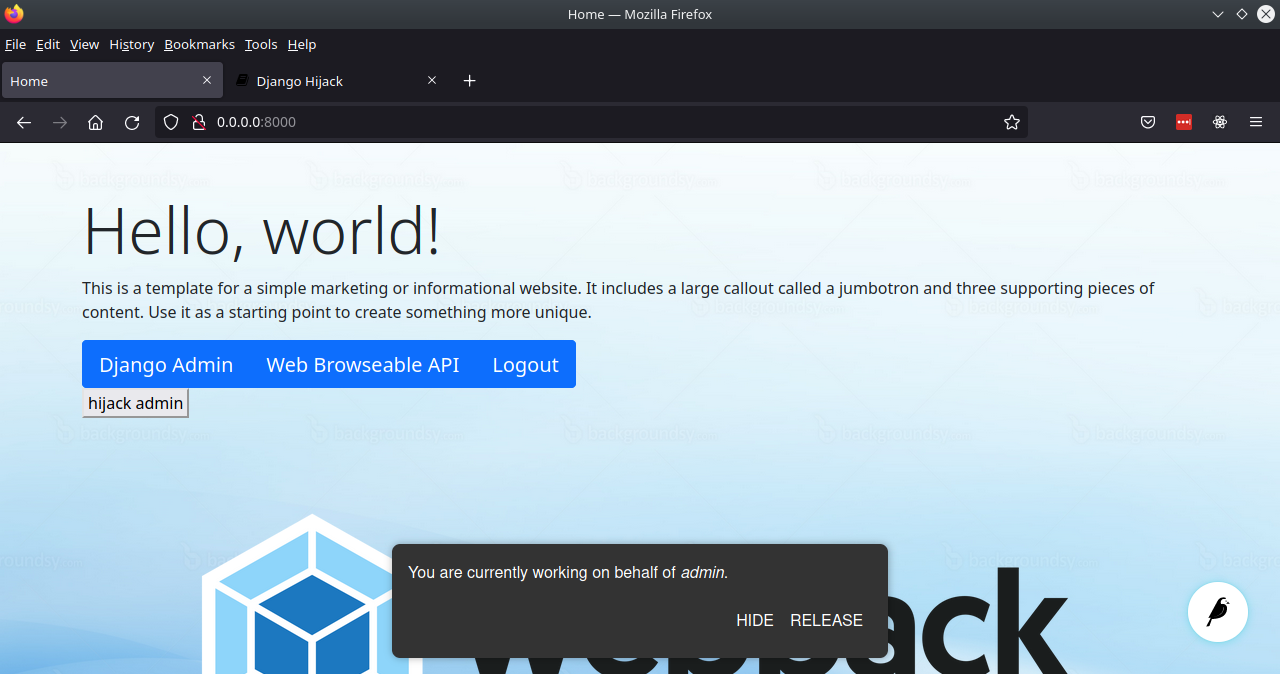 Home — Mozilla Firefox
File Edit View History Bookmarks Tools Help
Home
Django Hijack
0.0.0.0:8000
Hello, world!
This is a template for a simple marketing or informational website. It includes a large callout called a jumbotron and three supporting pieces of
content. Use it as a starting point to create something more unique.
Django Admin Web Browseable API Logout
hijack admin
You are currently working on behalf of admin.
HIDE RELEASE